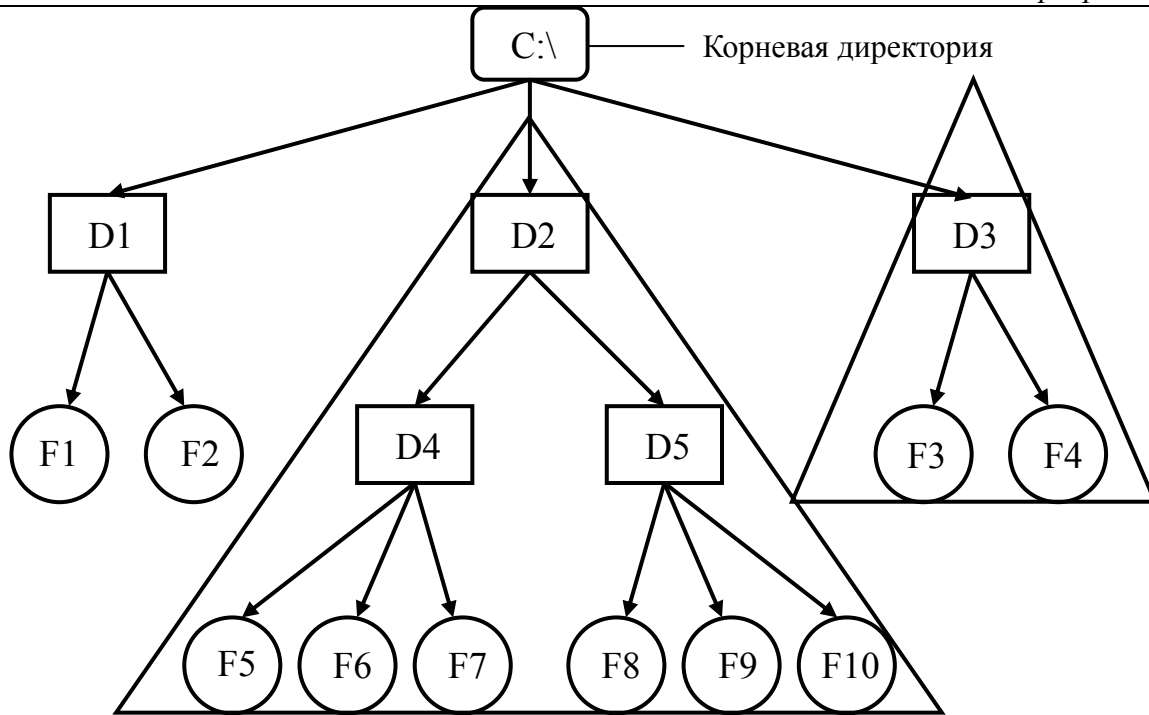 C:\
Корневая директория
D1
D2
D3
D4
D5
F1
F2
F3
F4
F5
F6
F7
F8
F9
F10